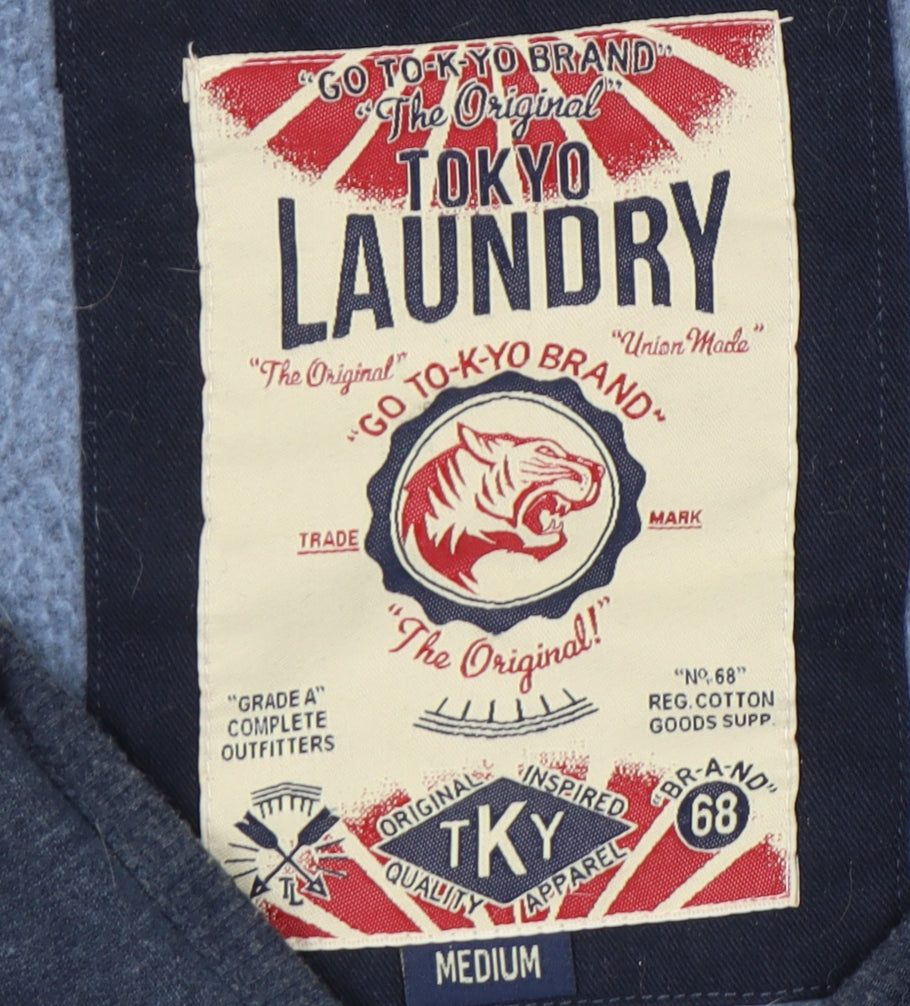 "GO TO-K-YO BRAND"
"The Original"
TOKYO
LAUNDRY
"The Original"
"Union Made"
"GO TO-K-YO BRAND"
TRADE
MARK
"The Original!"
"GRADE A"
COMPLETE
OUTFITTERS
"No. 68"
REG. COTTON
GOODS SUPP.
TL
ORIGINAL INSPIRED
TKY
QUALITY APPAREL
"BR-A-ND"
68
MEDIUM